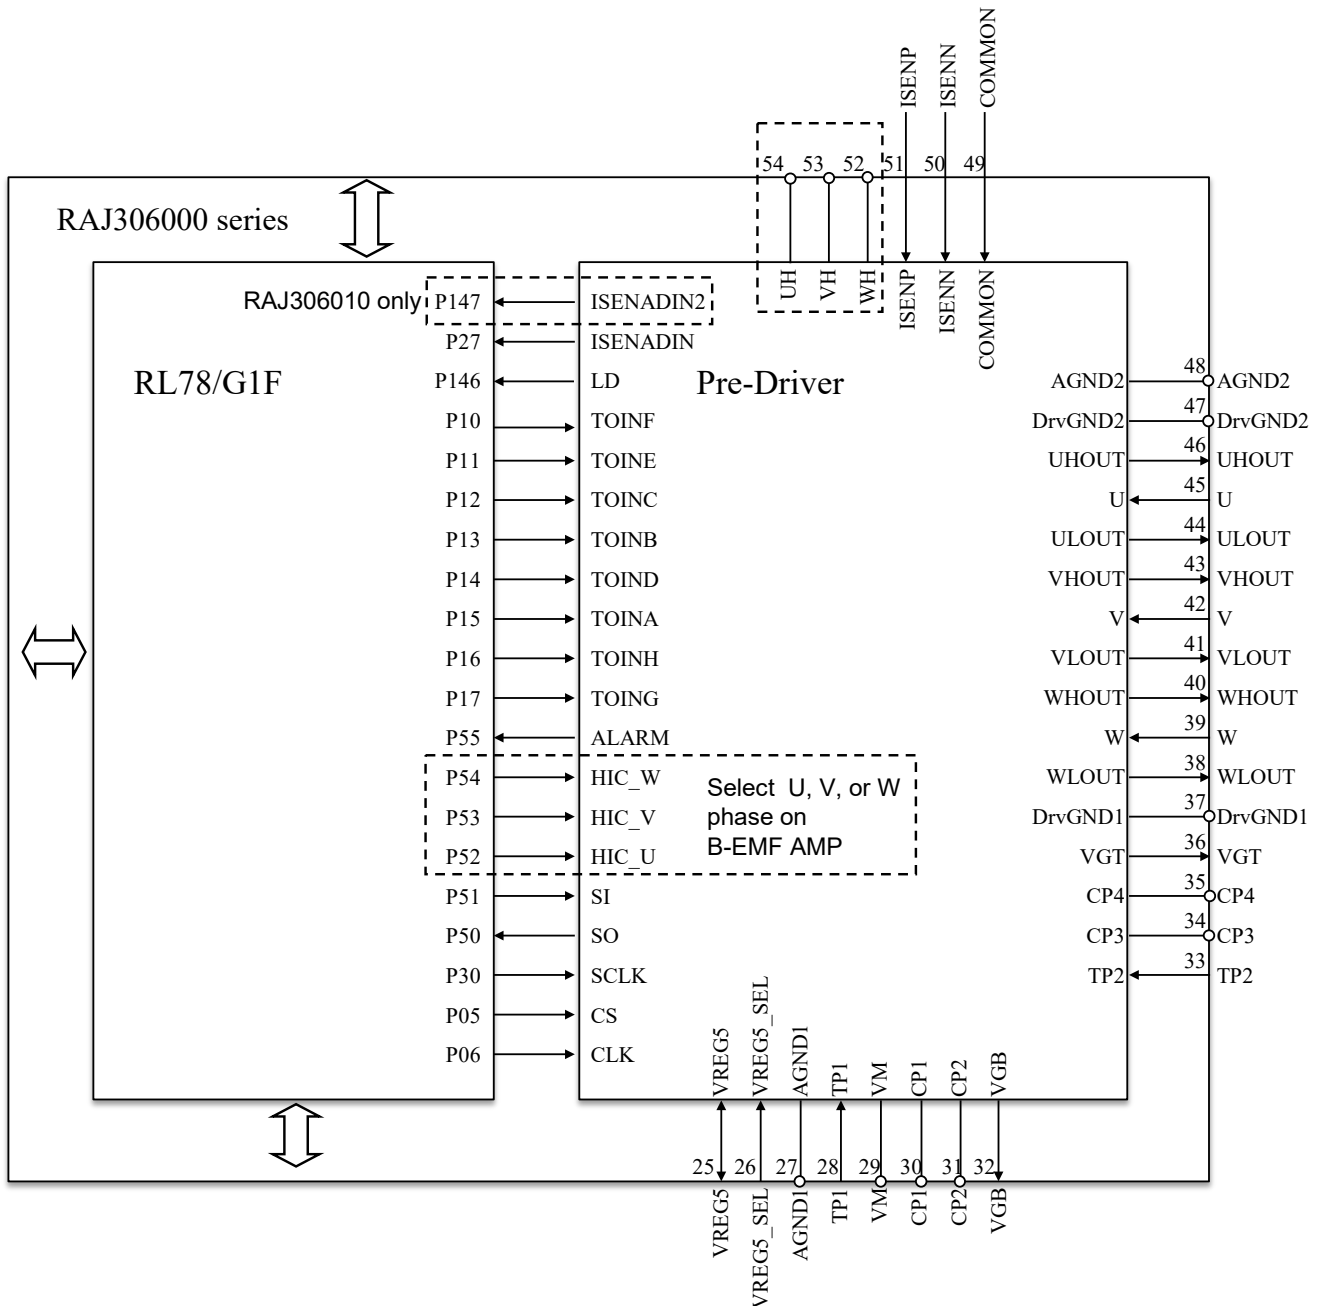 ISENP
ISENN
COMMON
54
53
52
51
50
49
RAJ306000 series
UH
VH
WH
ISENP
ISENN
COMMON
RAJ306010 only
P147
ISENADIN2
P27
ISENADIN
RL78/G1F
Pre-Driver
P146
LD
AGND2
48
AGND2
P10
TOINF
DrvGND2
47
DrvGND2
P11
TOINE
UHOUT
46
UHOUT
P12
TOINC
U
45
U
P13
TOINB
ULOUT
44
ULOUT
P14
TOIND
VHOUT
43
VHOUT
P15
TOINA
V
42
V
P16
TOINH
VLOUT
41
VLOUT
P17
TOING
WHOUT
40
WHOUT
P55
ALARM
W
39
W
P54
HIC_W
Select U, V, or W
phase on
B-EMF AMP
WLOUT
38
WLOUT
P53
HIC_V
DrvGND1
37
DrvGND1
P52
HIC_U
VGT
36
VGT
P51
SI
CP4
35
CP4
P50
SO
CP3
34
CP3
P30
SCLK
TP2
33
TP2
P05
CS
P06
CLK
VREG5
VREG5_SEL
AGND1
TP1
VM
CP1
CP2
VGB
25
26
27
28
29
30
31
32
VREG5
VREG5_SEL
AGND1
TP1
VM
CP1
CP2
VGB